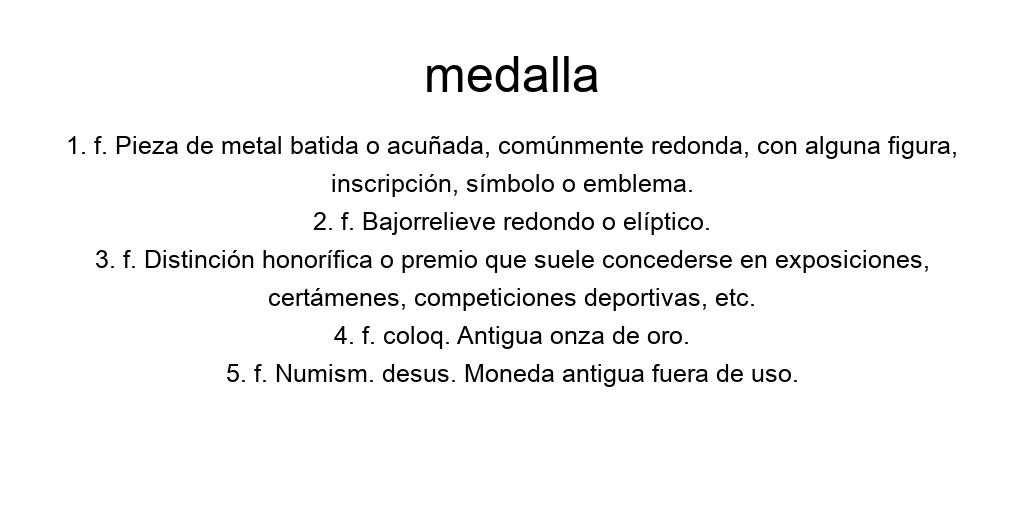 medalla
1. f. Pieza de metal batida o acuñada, comúnmente redonda, con alguna figura,
inscripción, símbolo o emblema.
2. f. Bajorrelieve redondo o elíptico.
3. f. Distinción honorífica o premio que suele concederse en exposiciones,
certámenes, competiciones deportivas, etc.
4. f. coloq. Antigua onza de oro.
5. f. Numism. desus. Moneda antigua fuera de uso.